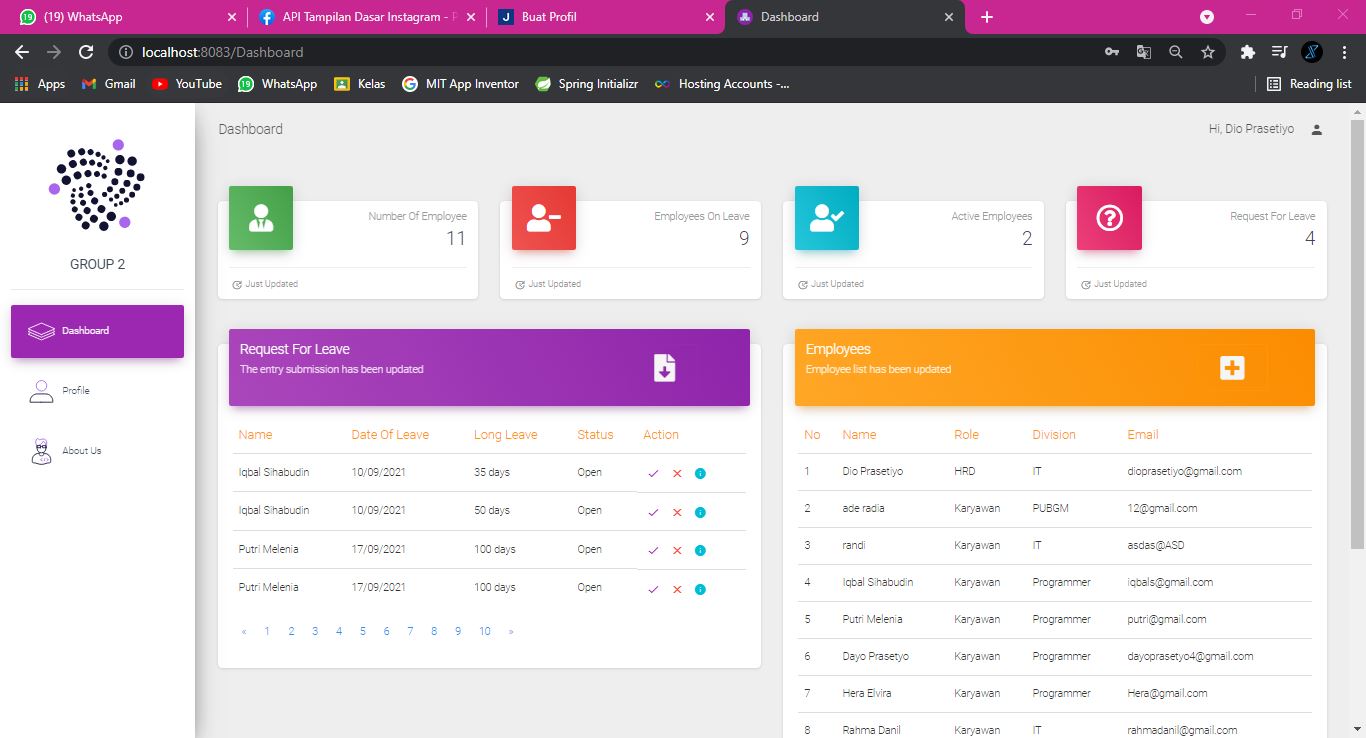 (19) WhatsApp
API Tampilan Dasar Instagram - P
Buat Profil
Dashboard
localhost:8083/Dashboard
Apps
Gmail
YouTube
19 WhatsApp
Kelas
MIT App Inventor
Spring Initializr
Hosting Accounts -...
Reading list
GROUP 2
Dashboard
Profile
About Us
Dashboard
Hi, Dio Prasetiyo
Number Of Employee
11
Just Updated
Employees On Leave
9
Just Updated
Active Employees
2
Just Updated
Request For Leave
4
Just Updated
Request For Leave
The entry submission has been updated
Name Date Of Leave Long Leave Status Action
Iqbal Sihabudin 10/09/2021 35 days Open
Iqbal Sihabudin 10/09/2021 50 days Open
Putri Melenia 17/09/2021 100 days Open
Putri Melenia 17/09/2021 100 days Open
« 1 2 3 4 5 6 7 8 9 10 »
Employees
Employee list has been updated
No Name Role Division Email
1 Dio Prasetiyo HRD IT dioprasetiyo@gmail.com
2 ade radia Karyawan PUBGM 12@gmail.com
3 randi Karyawan IT asdas@ASD
4 Iqbal Sihabudin Karyawan Programmer iqbals@gmail.com
5 Putri Melenia Karyawan Programmer putri@gmail.com
6 Dayo Prasetyo Karyawan Programmer dayoprasetyo4@gmail.com
7 Hera Elvira Karyawan Programmer Hera@gmail.com
8 Rahma Danil Karyawan IT rahmadanil@gmail.com